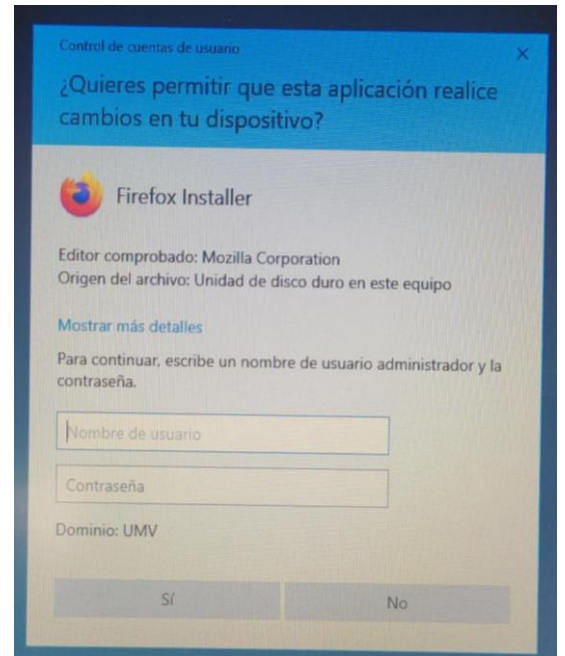 Control de cuentas de usuario
¿Quieres permitir que esta aplicación realice
cambios en tu dispositivo?
Firefox Installer
Editor comprobado: Mozilla Corporation
Origen del archivo: Unidad de disco duro en este equipo
Mostrar más detalles
Para continuar, escribe un nombre de usuario administrador y la
contraseña.
Nombre de usuario
Contraseña
Dominio: UMV
Sí
No